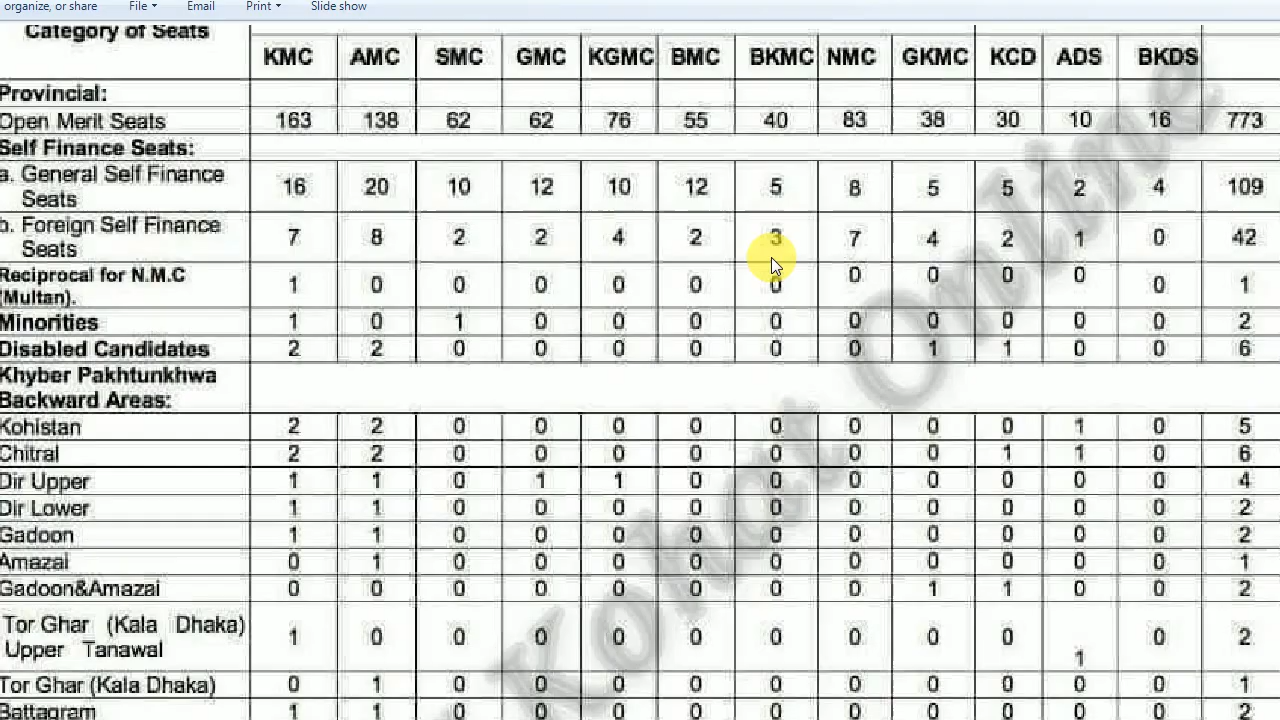 organize, or share File Email Print Slide show
Category of Seats
KMC AMC SMC GMC KGMC BMC BKMC NMC GKMC KCD ADS BKDS
Provincial:
Open Merit Seats 163 138 62 62 76 55 40 83 38 30 10 16 773
Self Finance Seats:
a. General Self Finance
Seats 16 20 10 12 10 12 5 8 5 5 2 4 109
b. Foreign Self Finance
Seats 7 8 2 2 4 2 3 7 4 2 1 0 42
Reciprocal for N.M.C
(Multan). 1 0 0 0 0 0 0 0 0 0 0 0 1
Minorities 1 0 1 0 0 0 0 0 0 0 0 0 2
Disabled Candidates 2 2 0 0 0 0 0 0 1 1 0 0 6
Khyber Pakhtunkhwa
Backward Areas:
Kohistan 2 2 0 0 0 0 0 0 0 0 1 0 5
Chitral 2 2 0 0 0 0 0 0 0 1 1 0 6
Dir Upper 1 1 0 1 1 0 0 0 0 0 0 0 4
Dir Lower 1 1 0 0 0 0 0 0 0 0 0 0 2
Gadoon 1 1 0 0 0 0 0 0 0 0 0 0 2
Amazai 0 1 0 0 0 0 0 0 0 0 0 0 1
Gadoon&Amazai 0 0 0 0 0 0 0 0 1 1 0 0 2
Tor Ghar (Kala Dhaka)
Upper Tanawal 1 0 0 0 0 0 0 0 0 0 1 0 2
Tor Ghar (Kala Dhaka) 0 1 0 0 0 0 0 0 0 0 0 0 1
Battagram 1 1 0 0 0 0 0 0 0 0 0 0 2
Kohat Online